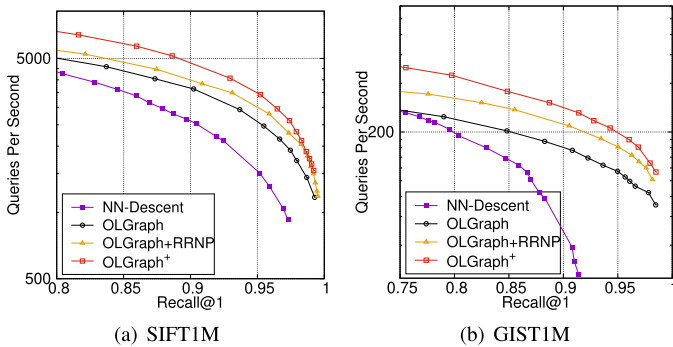 Queries Per Second
5000
500
NN-Descent
OLGraph
OLGraph+RRNP
OLGraph⁺
0.8
0.85
0.9
0.95
1
Recall@1
(a) SIFT1M
Queries Per Second
200
NN-Descent
OLGraph
OLGraph+RRNP
OLGraph⁺
0.75
0.8
0.85
0.9
0.95
1
Recall@1
(b) GIST1M